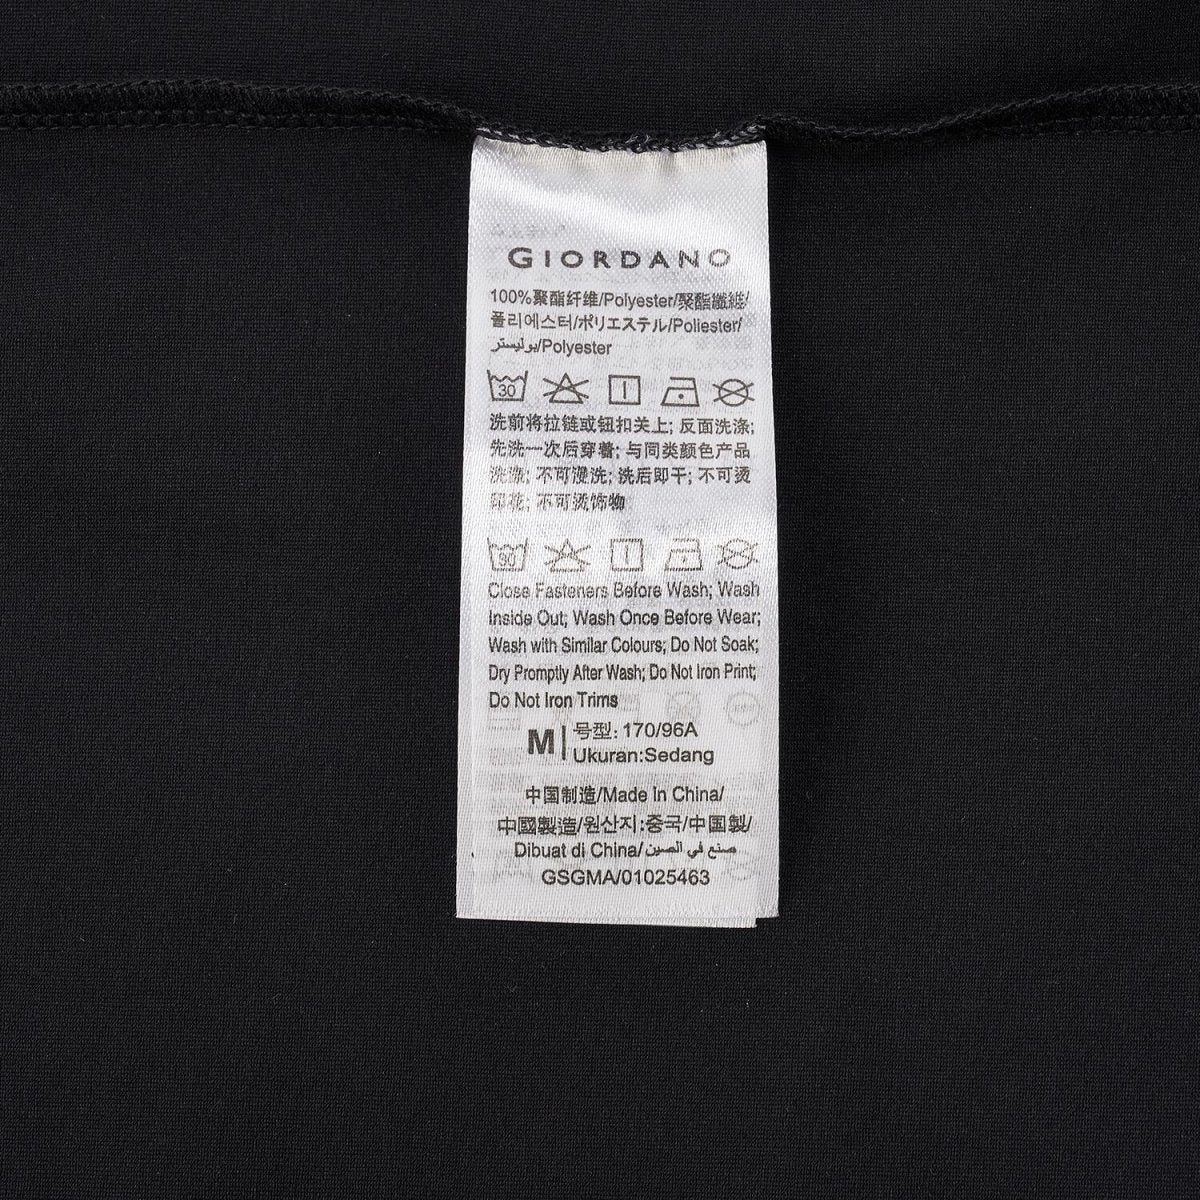 GIORDANO
100%聚酯纤维/Polyester/聚酯纖維/
폴리에스터/ポリエステル/Poliester/
بوليستر/Polyester
30
洗前将拉链或钮扣关上; 反面洗涤;
先洗一次后穿着; 与同类颜色产品
洗涤; 不可浸洗; 洗后即干; 不可烫
印花; 不可烫饰物
30
Close Fasteners Before Wash; Wash
Inside Out; Wash Once Before Wear;
Wash with Similar Colours; Do Not Soak;
Dry Promptly After Wash; Do Not Iron Print;
Do Not Iron Trims
M 号型: 170/96A
Ukuran:Sedang
中国制造/Made in China/
中國製造/원산지:중국/中国製/
Dibuat di China/صنع في الصين
GSGMA/01025463